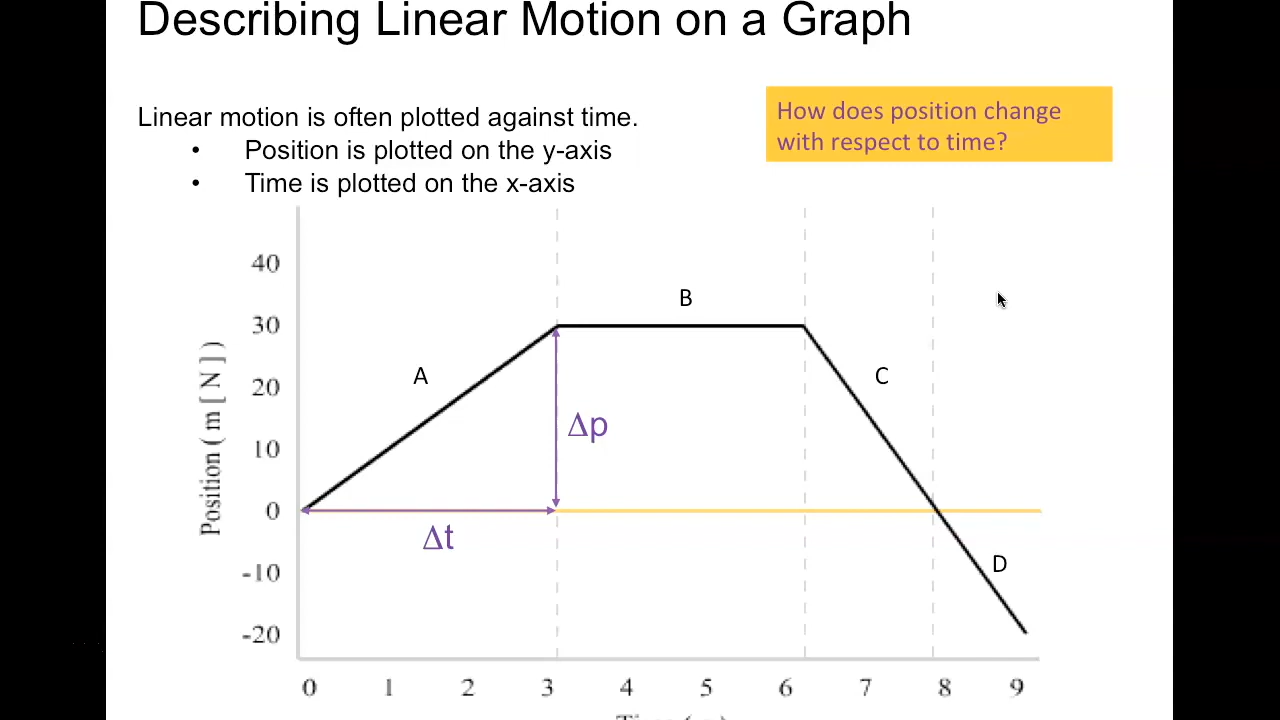 Describing Linear Motion on a Graph
Linear motion is often plotted against time.
• Position is plotted on the y-axis
• Time is plotted on the x-axis
How does position change
with respect to time?
Position ( m [ N ] )
40
30
20
10
0
-10
-20
A
B
C
D
Δp
Δt
0 1 2 3 4 5 6 7 8 9